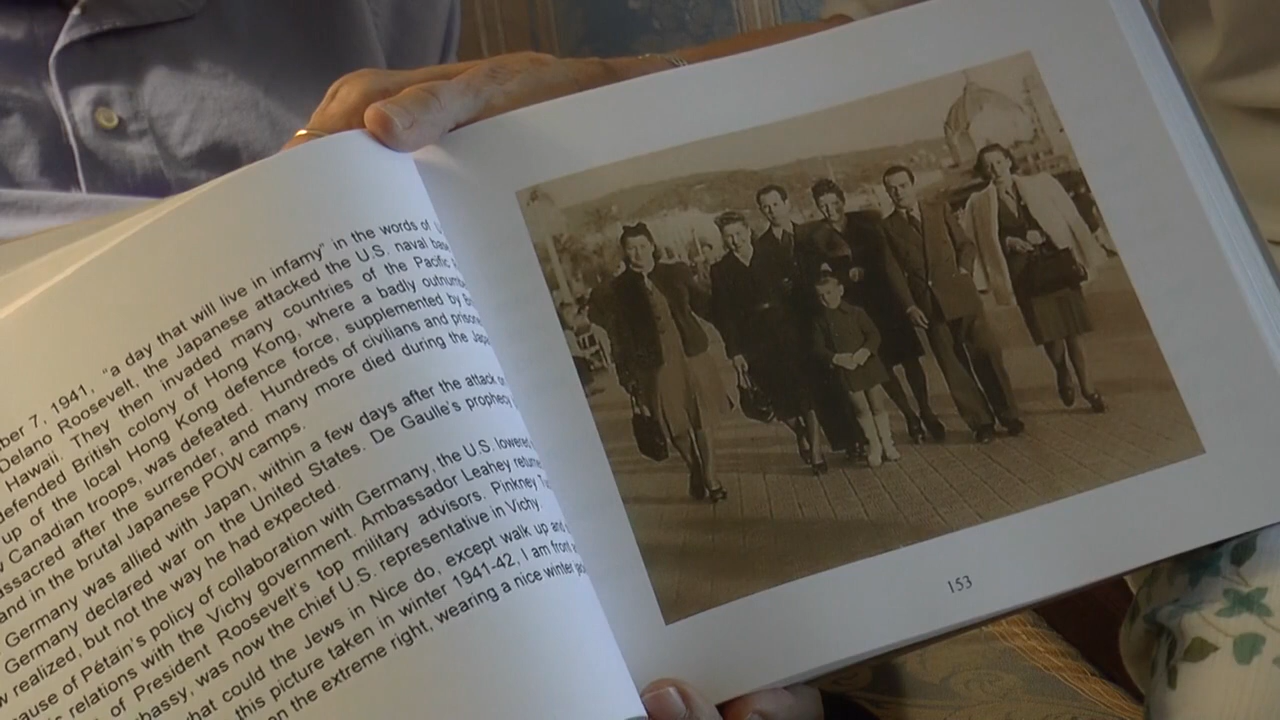 ber 7, 1941, "a day that will live in infamy" in the words of
Delano Roosevelt, the Japanese attacked the U.S. naval
Hawaii. They then invaded many countries of the Pacific
defended British colony of Hong Kong, where a badly
up of the local Hong Kong defence force, supplemented by
Canadian troops, was defeated. Hundreds of civilians and
assacred after the surrender, and many more died during the
and in the brutal Japanese POW camps.
Germany was allied with Japan, within a few days after the attack
Germany declared war on the United States. De Gaulle's prophecy
realized, but not the way he had expected.
ause of Pétain's policy of collaboration with Germany, the U.S. lowered
relations with the Vichy government. Ambassador Leahey
of President Roosevelt's top military advisors. Pinkney
bassy, was now the chief U.S. representative in Vichy.
hat could the Jews in Nice do, except walk up and
this picture taken in winter 1941-42, I am
on the extreme right, wearing a nice winter
153